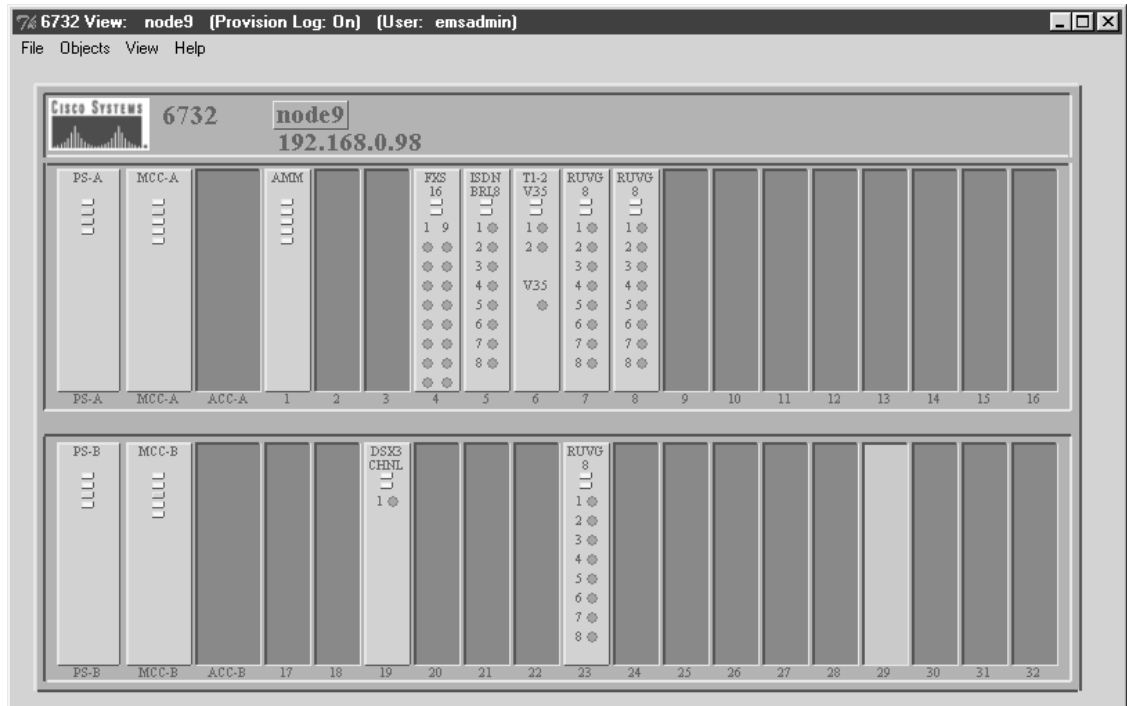 6732 View: node9 (Provision Log: On) (User: emsadmin)
File Objects View Help
CISCO SYSTEMS 6732 node9
192.168.0.98
PS-A MCC-A AMM FXS ISDN T1-2 RUVG RUVG
16 BRI8 V35 8 8
1 9 1 1 1 1
2 2 2 2
3 3 3
4 V35 4 4
5 5 5
6 6 6
7 7 7
8 8 8
PS-A MCC-A ACC-A 1 2 3 4 5 6 7 8 9 10 11 12 13 14 15 16
PS-B MCC-B DSX3 RUVG
CHNL 8
1 1
2
3
4
5
6
7
8
PS-B MCC-B ACC-B 17 18 19 20 21 22 23 24 25 26 27 28 29 30 31 32